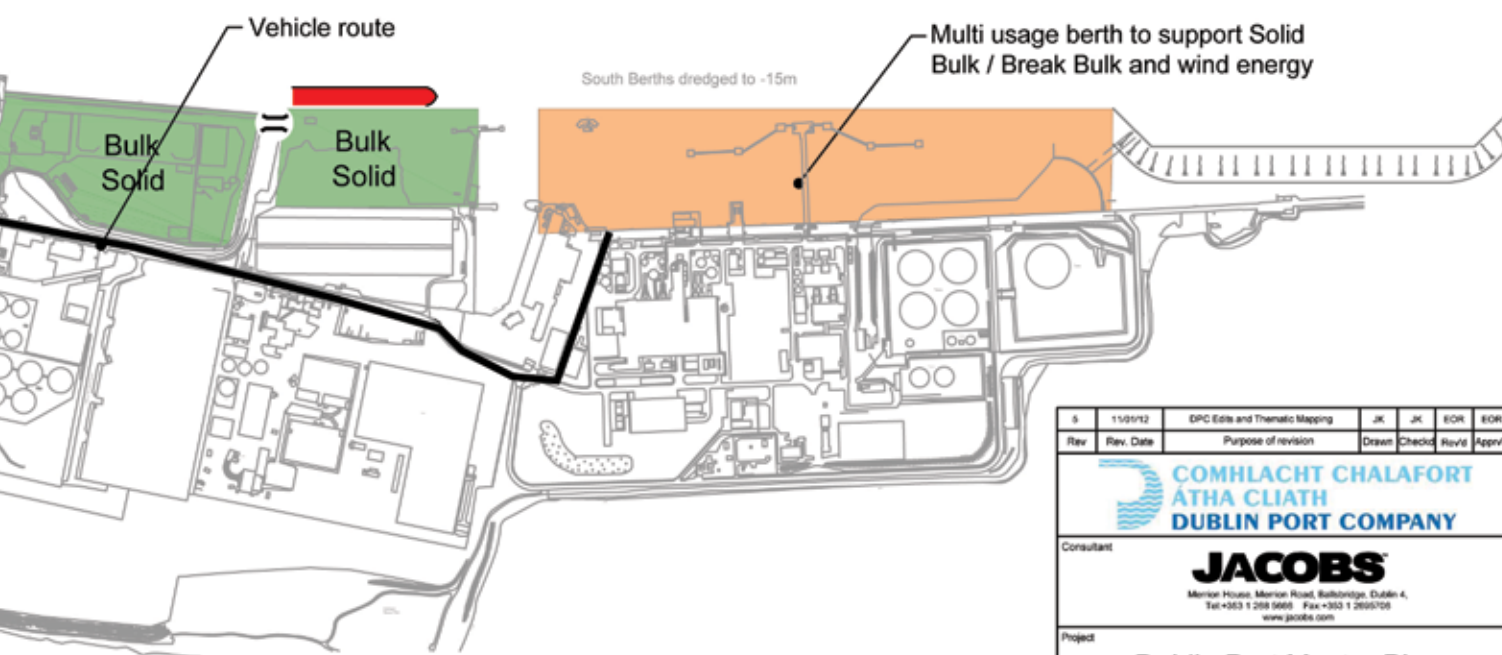 Vehicle route
Multi usage berth to support Solid
Bulk / Break Bulk and wind energy
South Berths dredged to -15m
Bulk
Solid
Bulk
Solid
5 11/01/12 DPC Edits and Thematic Mapping JK JK EOR EOR
Rev Rev. Date Purpose of revision Drawn Checkd Rev'd Apprv
COMHLACHT CHALAFORT
ÁTHA CLIATH
DUBLIN PORT COMPANY
Consultant
JACOBS
Merrion House, Merrion Road, Ballsbridge, Dublin 4,
Tel:+353 1 269 5666 Fax:+353 1 2695706
www.jacobs.com
Project